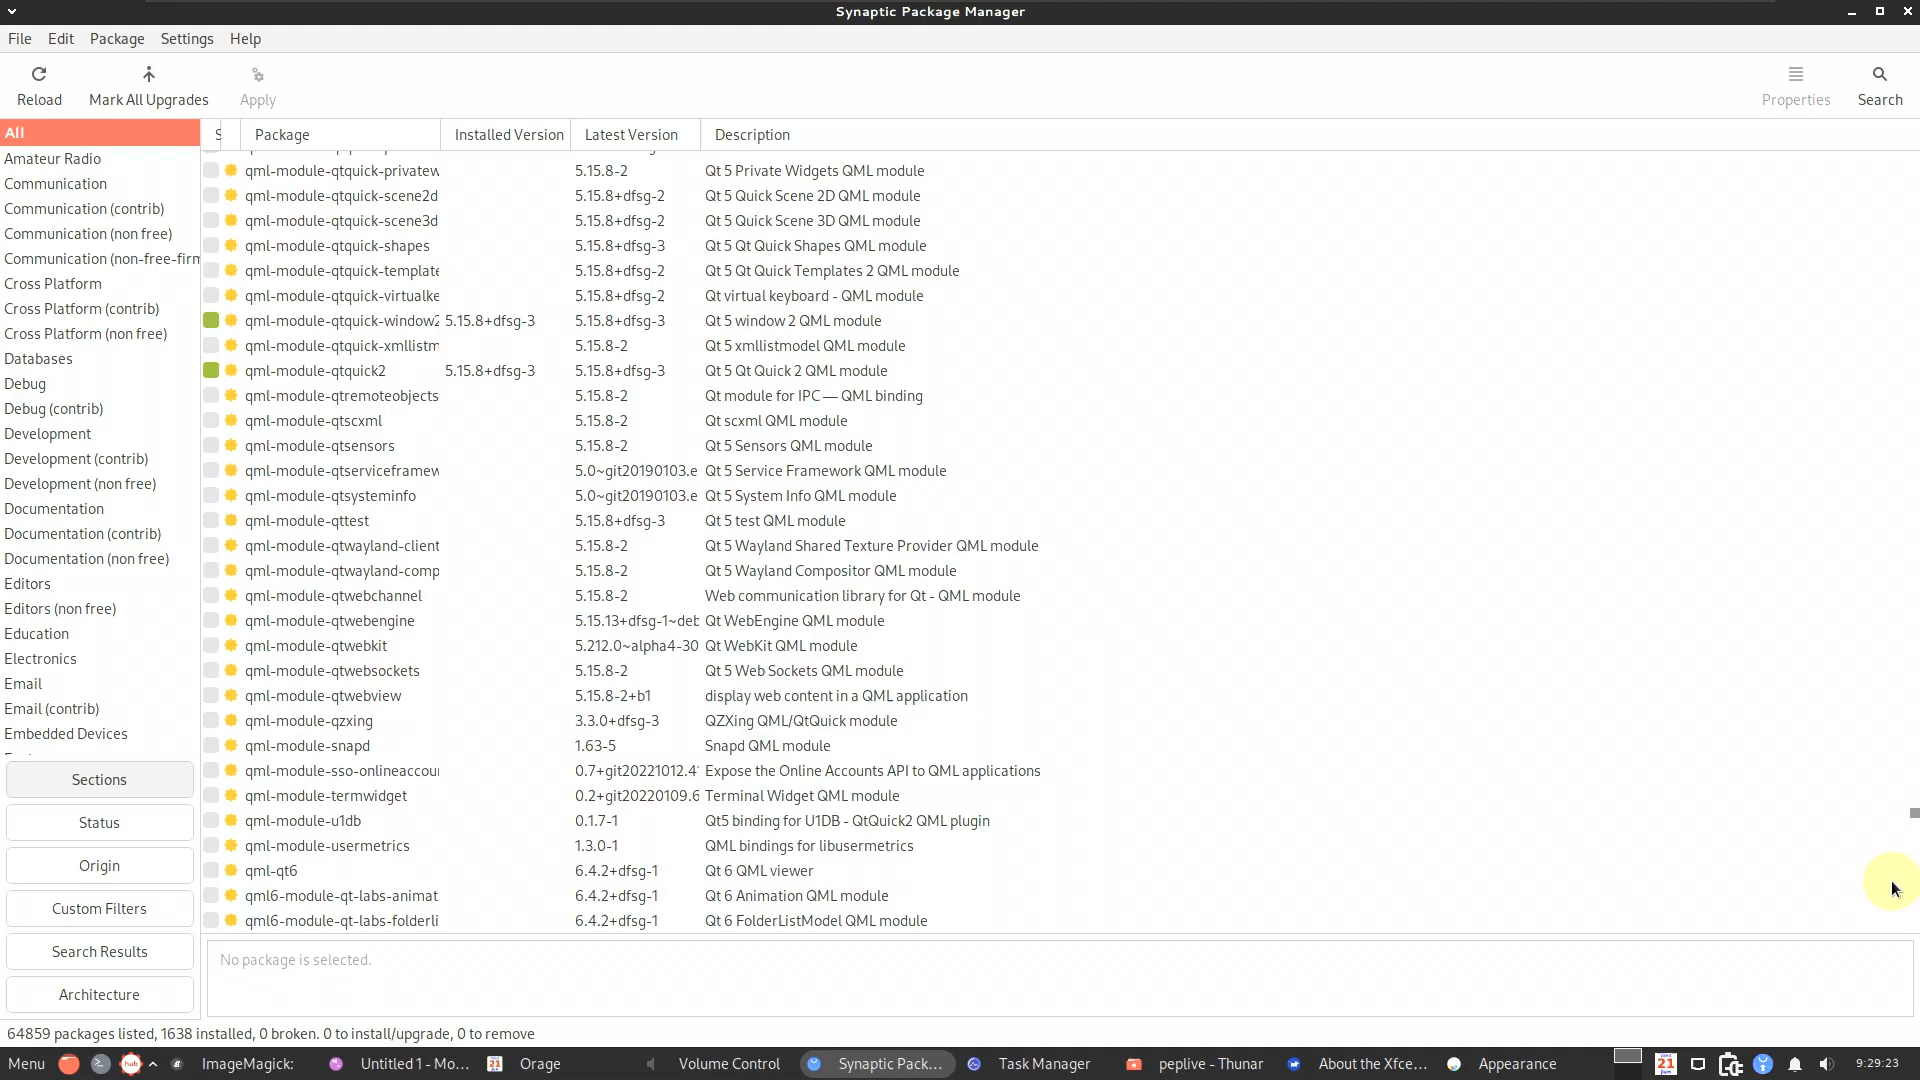 Synaptic Package Manager
File Edit Package Settings Help
Reload Mark All Upgrades Apply Properties Search
All
Amateur Radio
Communication
Communication (contrib)
Communication (non free)
Communication (non-free-firm
Cross Platform
Cross Platform (contrib)
Cross Platform (non free)
Databases
Debug
Debug (contrib)
Development
Development (contrib)
Development (non free)
Documentation
Documentation (contrib)
Documentation (non free)
Editors
Editors (non free)
Education
Electronics
Email
Email (contrib)
Embedded Devices
Sections
Status
Origin
Custom Filters
Search Results
Architecture
S Package Installed Version Latest Version Description
qml-module-qtquick-privatew 5.15.8-2 Qt 5 Private Widgets QML module
qml-module-qtquick-scene2d 5.15.8+dfsg-2 Qt 5 Quick Scene 2D QML module
qml-module-qtquick-scene3d 5.15.8+dfsg-2 Qt 5 Quick Scene 3D QML module
qml-module-qtquick-shapes 5.15.8+dfsg-3 Qt 5 Qt Quick Shapes QML module
qml-module-qtquick-template 5.15.8+dfsg-2 Qt 5 Qt Quick Templates 2 QML module
qml-module-qtquick-virtualke 5.15.8+dfsg-2 Qt virtual keyboard - QML module
qml-module-qtquick-window2 5.15.8+dfsg-3 5.15.8+dfsg-3 Qt 5 window 2 QML module
qml-module-qtquick-xmllistm 5.15.8-2 Qt 5 xmllistmodel QML module
qml-module-qtquick2 5.15.8+dfsg-3 5.15.8+dfsg-3 Qt 5 Qt Quick 2 QML module
qml-module-qtremoteobjects 5.15.8-2 Qt module for IPC — QML binding
qml-module-qtscxml 5.15.8-2 Qt scxml QML module
qml-module-qtsensors 5.15.8-2 Qt 5 Sensors QML module
qml-module-qtserviceframew 5.0~git20190103.e Qt 5 Service Framework QML module
qml-module-qtsysteminfo 5.0~git20190103.e Qt 5 System Info QML module
qml-module-qttest 5.15.8+dfsg-3 Qt 5 test QML module
qml-module-qtwayland-client 5.15.8-2 Qt 5 Wayland Shared Texture Provider QML module
qml-module-qtwayland-comp 5.15.8-2 Qt 5 Wayland Compositor QML module
qml-module-qtwebchannel 5.15.8-2 Web communication library for Qt - QML module
qml-module-qtwebengine 5.15.13+dfsg-1~deb Qt WebEngine QML module
qml-module-qtwebkit 5.212.0~alpha4-30 Qt WebKit QML module
qml-module-qtwebsockets 5.15.8-2 Qt 5 Web Sockets QML module
qml-module-qtwebview 5.15.8-2+b1 display web content in a QML application
qml-module-qzxing 3.3.0+dfsg-3 QZXing QML/QtQuick module
qml-module-snapd 1.63-5 Snapd QML module
qml-module-sso-onlineaccou 0.7+git20221012.4 Expose the Online Accounts API to QML applications
qml-module-termwidget 0.2+git20220109.6 Terminal Widget QML module
qml-module-u1db 0.1.7-1 Qt5 binding for U1DB - QtQuick2 QML plugin
qml-module-usermetrics 1.3.0-1 QML bindings for libusermetrics
qml-qt6 6.4.2+dfsg-1 Qt 6 QML viewer
qml6-module-qt-labs-animat 6.4.2+dfsg-1 Qt 6 Animation QML module
qml6-module-qt-labs-folderli 6.4.2+dfsg-1 Qt 6 FolderListModel QML module
No package is selected.
64859 packages listed, 1638 installed, 0 broken. 0 to install/upgrade, 0 to remove
Menu hub ImageMagick: Untitled 1 - Mo... 21 Orage Volume Control Synaptic Pack... Task Manager peplive - Thunar About the Xfce... Appearance 21 9:29:23